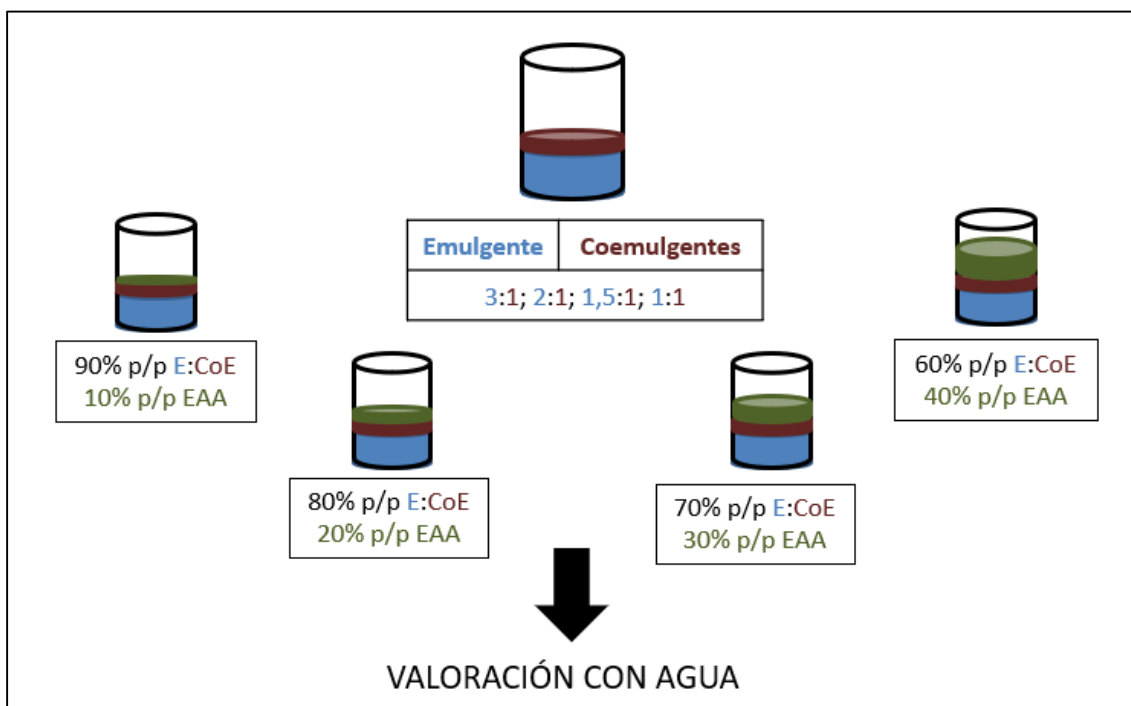 Emulgente Coemulgentes
3:1; 2:1; 1,5:1; 1:1
90% p/p E:CoE
10% p/p EAA
80% p/p E:CoE
20% p/p EAA
70% p/p E:CoE
30% p/p EAA
60% p/p E:CoE
40% p/p EAA
VALORACIÓN CON AGUA